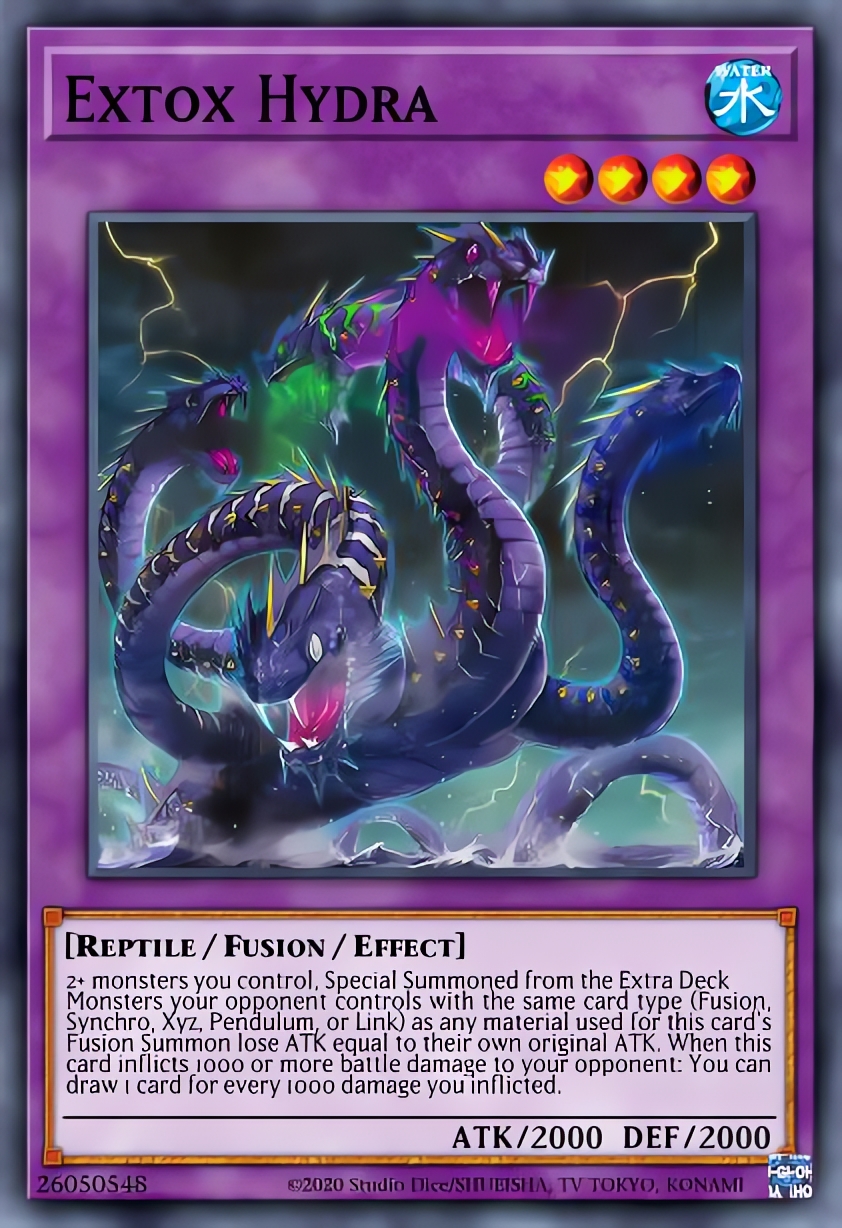 Extox Hydra
WATER
水
[Reptile / Fusion / Effect]
2+ monsters you control, Special Summoned from the Extra Deck
Monsters your opponent controls with the same card type (Fusion,
Synchro, Xyz, Pendulum, or Link) as any material used for this card's
Fusion Summon lose ATK equal to their own original ATK. When this
card inflicts 1000 or more battle damage to your opponent: You can
draw 1 card for every 1000 damage you inflicted.
ATK/2000 DEF/2000
26050548
©2020 Studio Dice/SHUEISHA, TV TOKYO, KONAMI